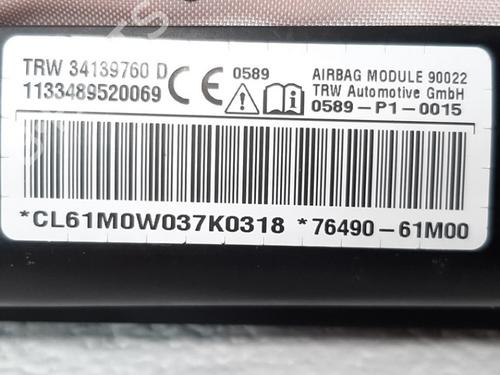 TRW 34139760 D
1133489520069
CE 0589
AIRBAG MODULE 90022
TRW Automotive GmbH
0589-P1-0015
*CL61M0W037K0318 *76490-61M00